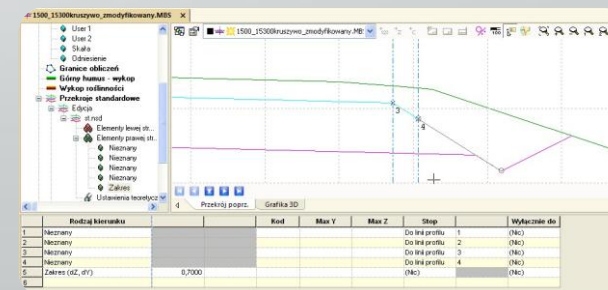 1500_15300kruszywo_zmodyfikowany.MBS
User 1
User 2
Skała
Odniesienie
Granice obliczeń
Górny humus - wykop
Wykop roślinności
Przekroje standardowe
Edycja
st.nsd
Elementy lewej str...
Elementy prawej str...
Nieznany
Nieznany
Nieznany
Nieznany
Zakres
Ustawienia teoretycz
1500_15300kruszywo_zmodyfikowany.MB:
3
4
Przekrój poprz. Grafika 3D
Rodzaj kierunku Kod Max Y Max Z Stop Wyłącznie do
1 Nieznany Do linii profilu 1 (Nic)
2 Nieznany Do linii profilu 2 (Nic)
3 Nieznany Do linii profilu 3 (Nic)
4 Nieznany Do linii profilu 4 (Nic)
5 Zakres (dZ, dY) 0,7000 (Nic) (Nic)
6